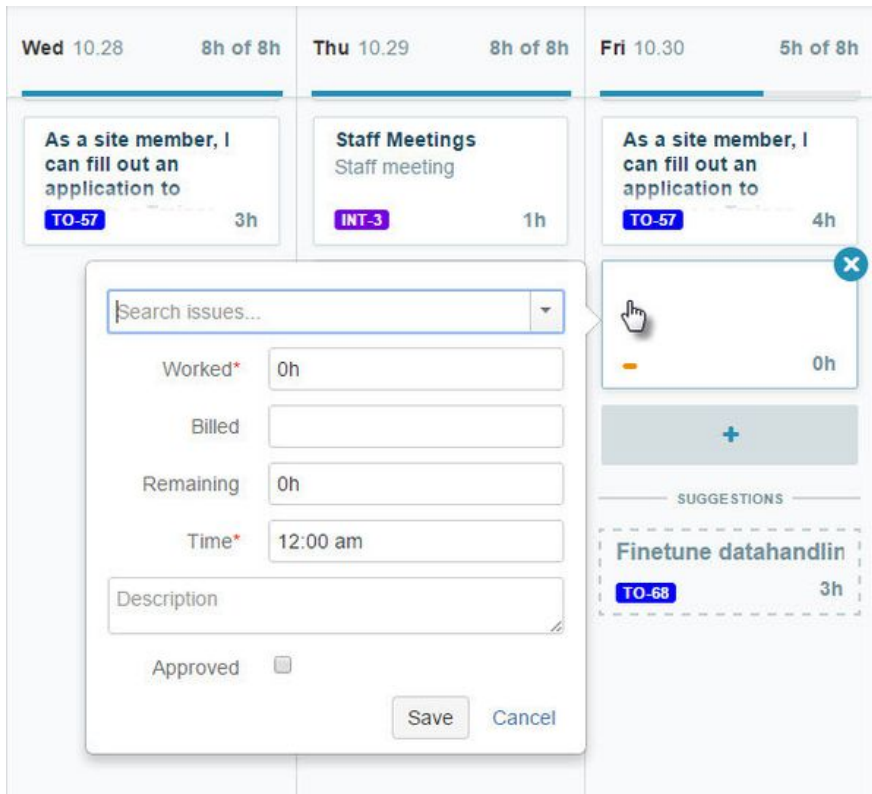 Wed 10.28 8h of 8h
Thu 10.29 8h of 8h
Fri 10.30 5h of 8h
As a site member, I
can fill out an
application to
TO-57 3h
Staff Meetings
Staff meeting
INT-3 1h
As a site member, I
can fill out an
application to
TO-57 4h
Search issues...
Worked* 0h
Billed
Remaining 0h
Time* 12:00 am
Description
Approved
Save Cancel
0h
+
SUGGESTIONS
Finetune datahandlin
TO-68 3h